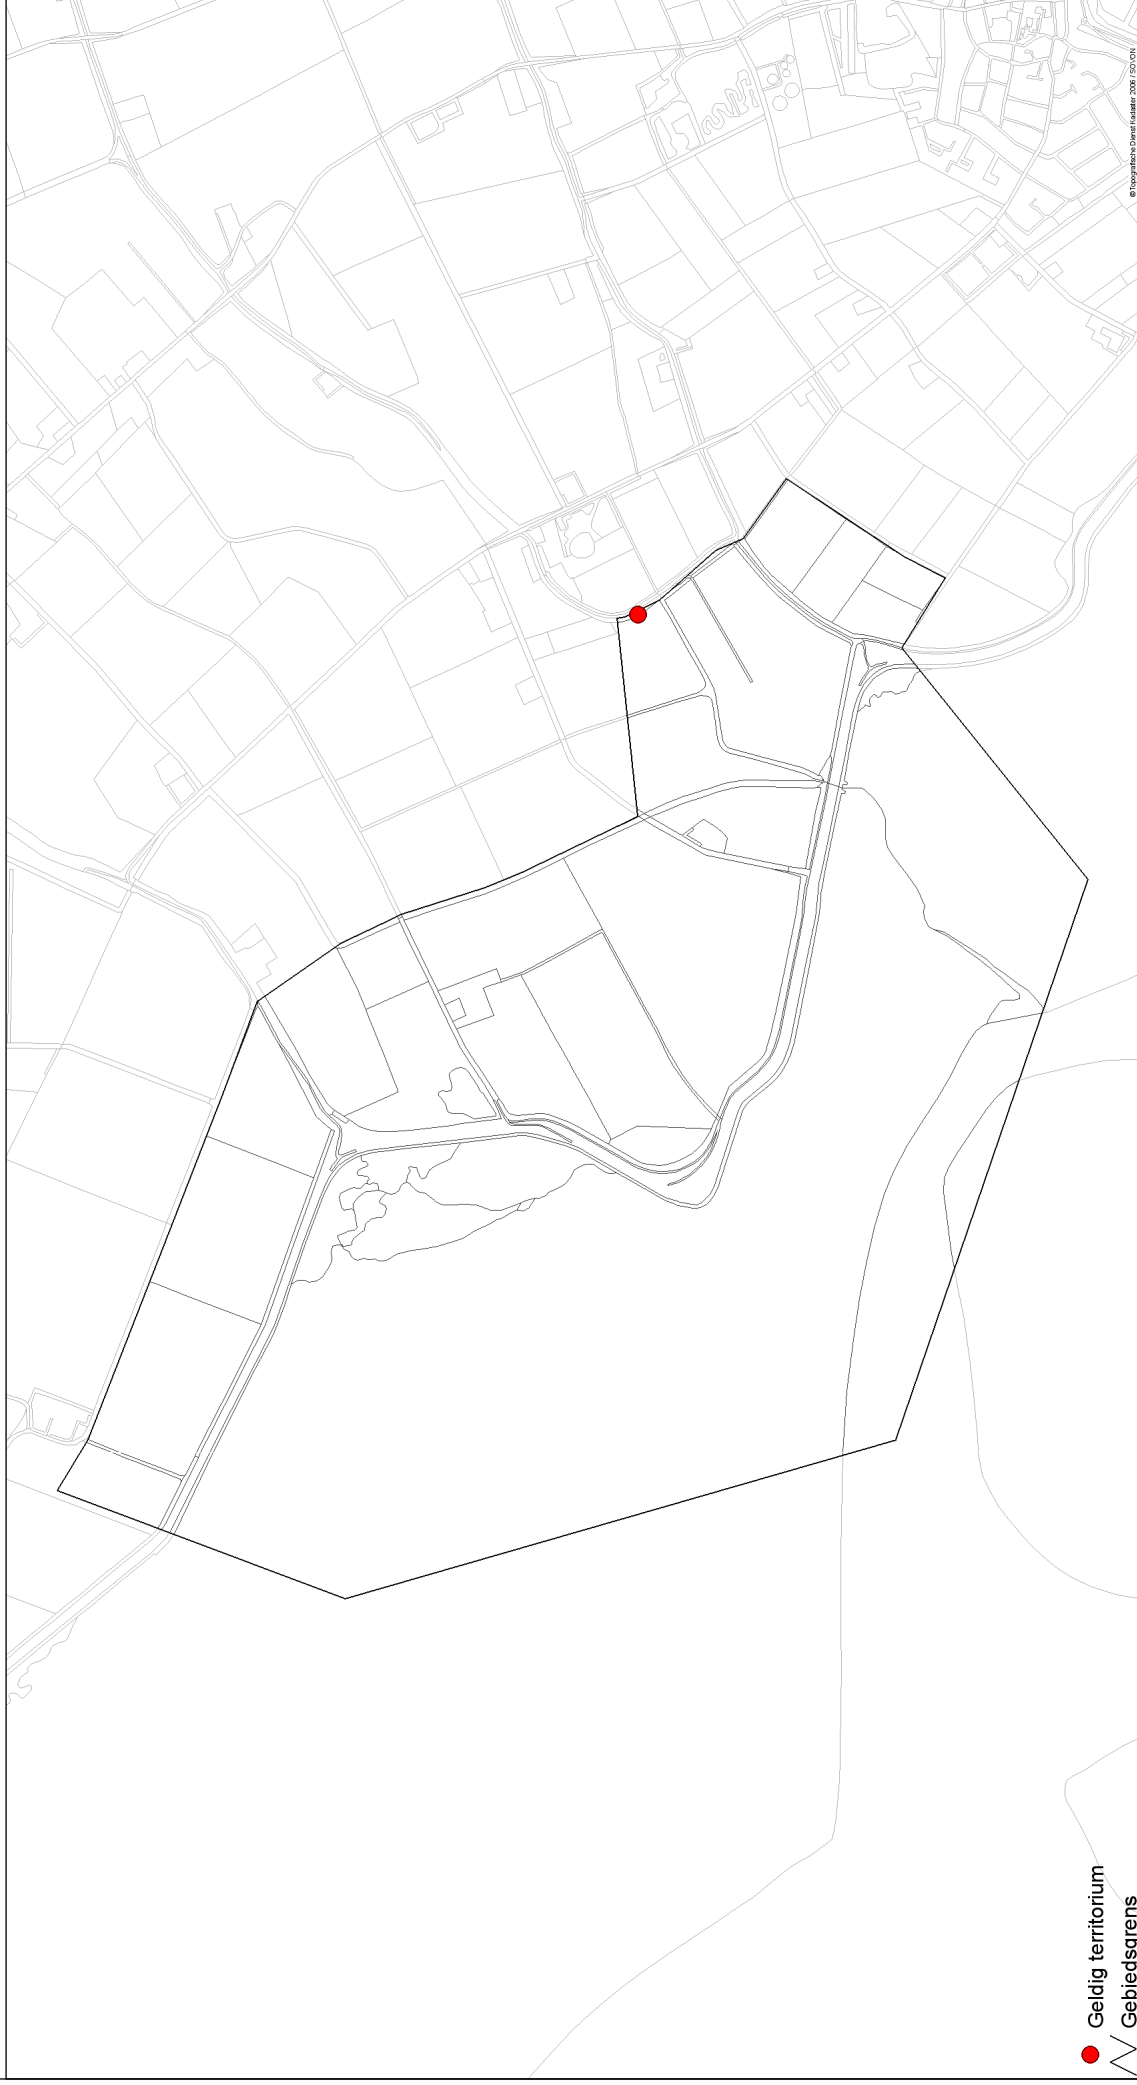 © Topografische Dienst Kadaster 2006 / SOVON
Geldig territorium
Gebiedsgrens